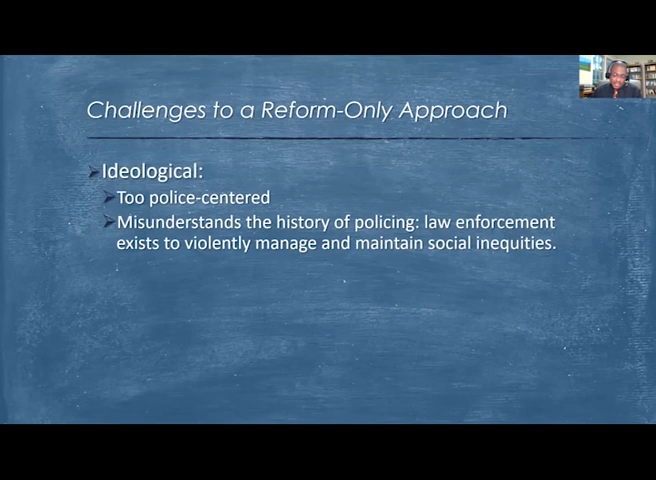 Challenges to a Reform-Only Approach
Ideological:
Too police-centered
Misunderstands the history of policing: law enforcement
exists to violently manage and maintain social inequities.